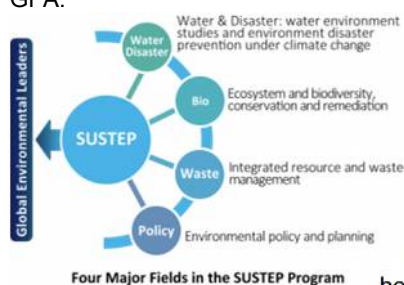 GPA.
Water & Disaster: water environment
studies and environment disaster
prevention under climate change
Water
Disaster
Ecosystem and biodiversity,
conservation and remediation
Bio
Global Environmental Leaders
SUSTEP
Integrated resource and waste
management
Waste
Policy
Environmental policy and planning
Four Major Fields in the SUSTEP Program